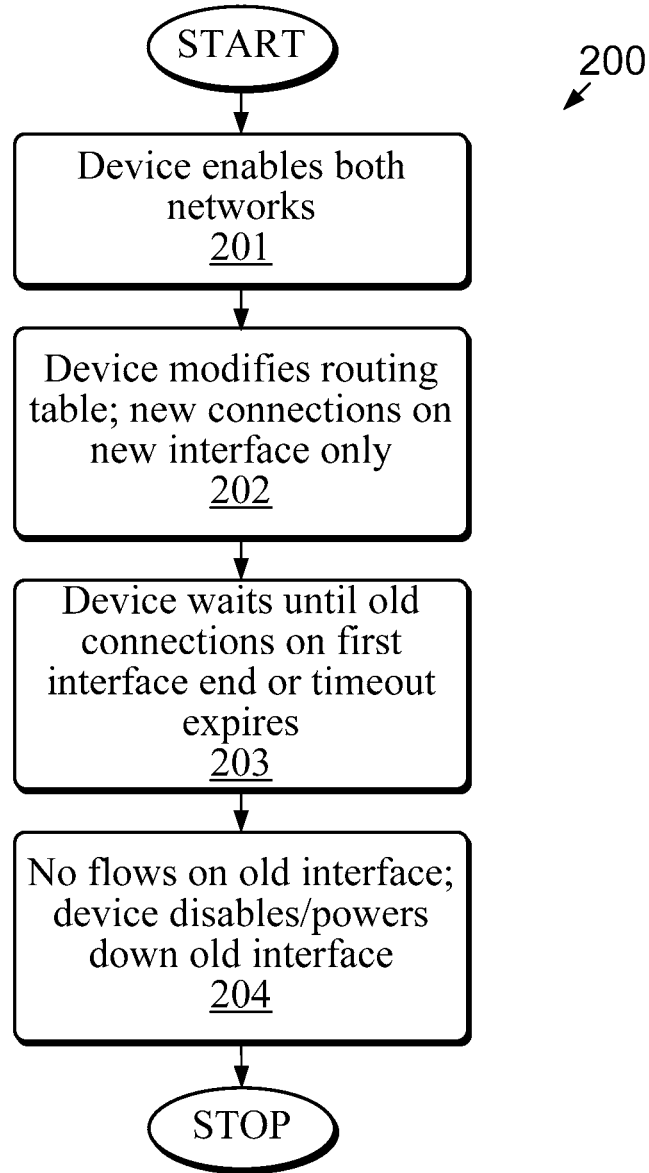 START
200
Device enables both
networks
201
Device modifies routing
table; new connections on
new interface only
202
Device waits until old
connections on first
interface end or timeout
expires
203
No flows on old interface;
device disables/powers
down old interface
204
STOP